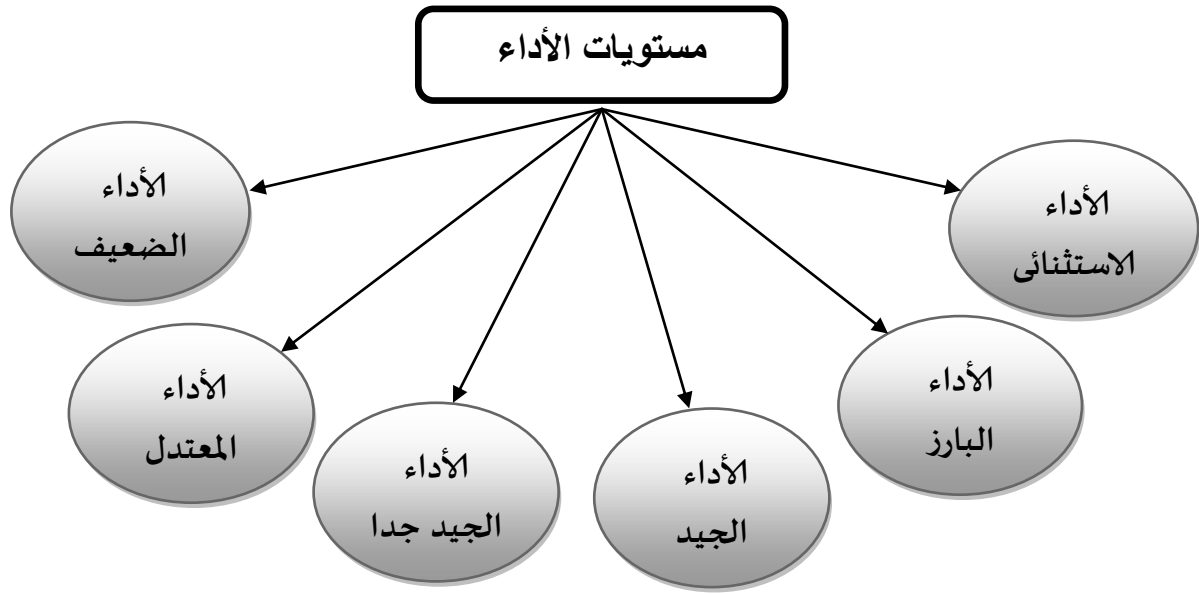 مستويات الأداء
الأداء
الاستثنائى
الأداء
البارز
الأداء
الجيد
الأداء
الجيد جدا
الأداء
المعتدل
الأداء
الضعيف